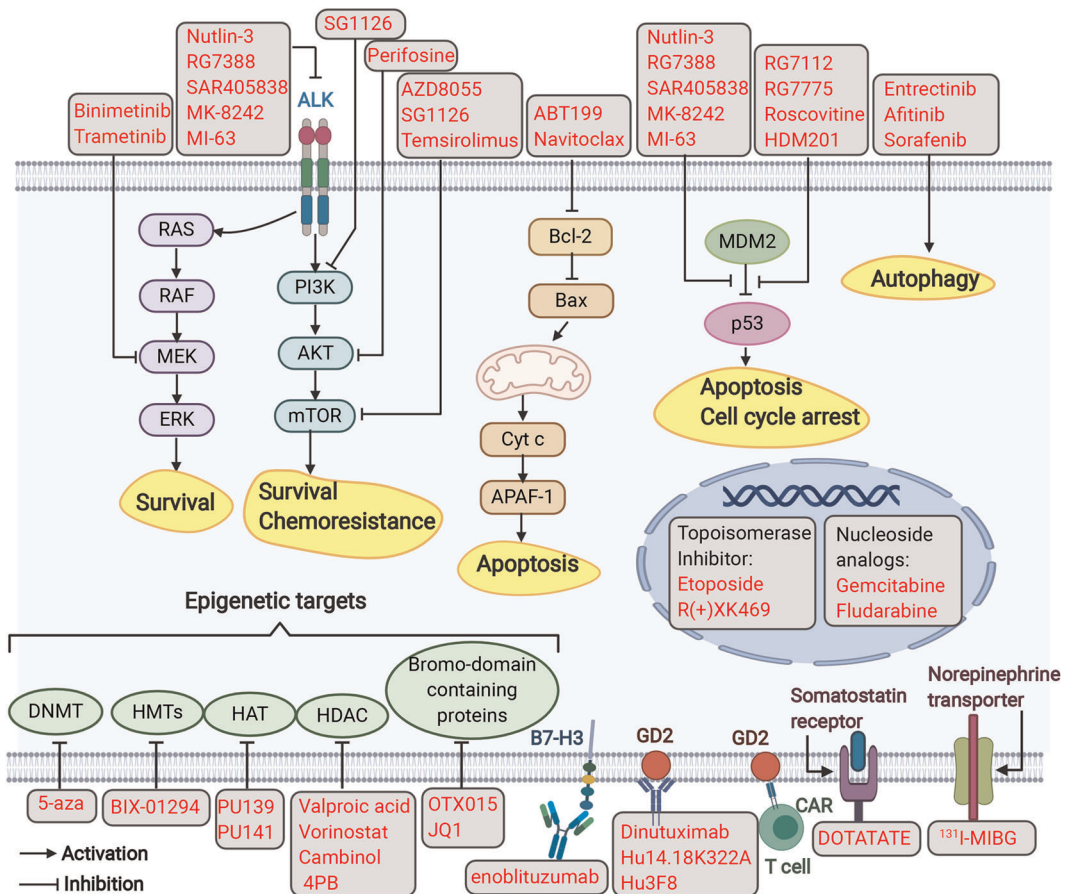 SG1126
Nutlin-3
RG7388
SAR405838
MK-8242
MI-63
Perifosine
ALK
Binimetinib
Trametinib
AZD8055
SG1126
Temsirolimus
ABT199
Navitoclax
Nutlin-3
RG7388
SAR405838
MK-8242
MI-63
RG7112
RG7775
Roscovitine
HDM201
Entrectinib
Afitinib
Sorafenib
RAS
RAF
MEK
ERK
Survival
PI3K
AKT
mTOR
Survival
Chemoresistance
Bcl-2
Bax
Cyt c
APAF-1
Apoptosis
MDM2
p53
Apoptosis
Cell cycle arrest
Autophagy
Topoisomerase
Inhibitor:
Etoposide
R(+)XK469
Nucleoside
analogs:
Gemcitabine
Fludarabine
Epigenetic targets
DNMT
HMTs
HAT
HDAC
Bromo-domain
containing
proteins
5-aza
BIX-01294
PU139
PU141
Valproic acid
Vorinostat
Cambinol
4PB
OTX015
JQ1
B7-H3
enoblituzumab
GD2
Dinutuximab
Hu14.18K322A
Hu3F8
GD2
CAR
T cell
Somatostatin
receptor
DOTATATE
Norepinephrine
transporter
¹³¹I-MIBG
Activation
Inhibition